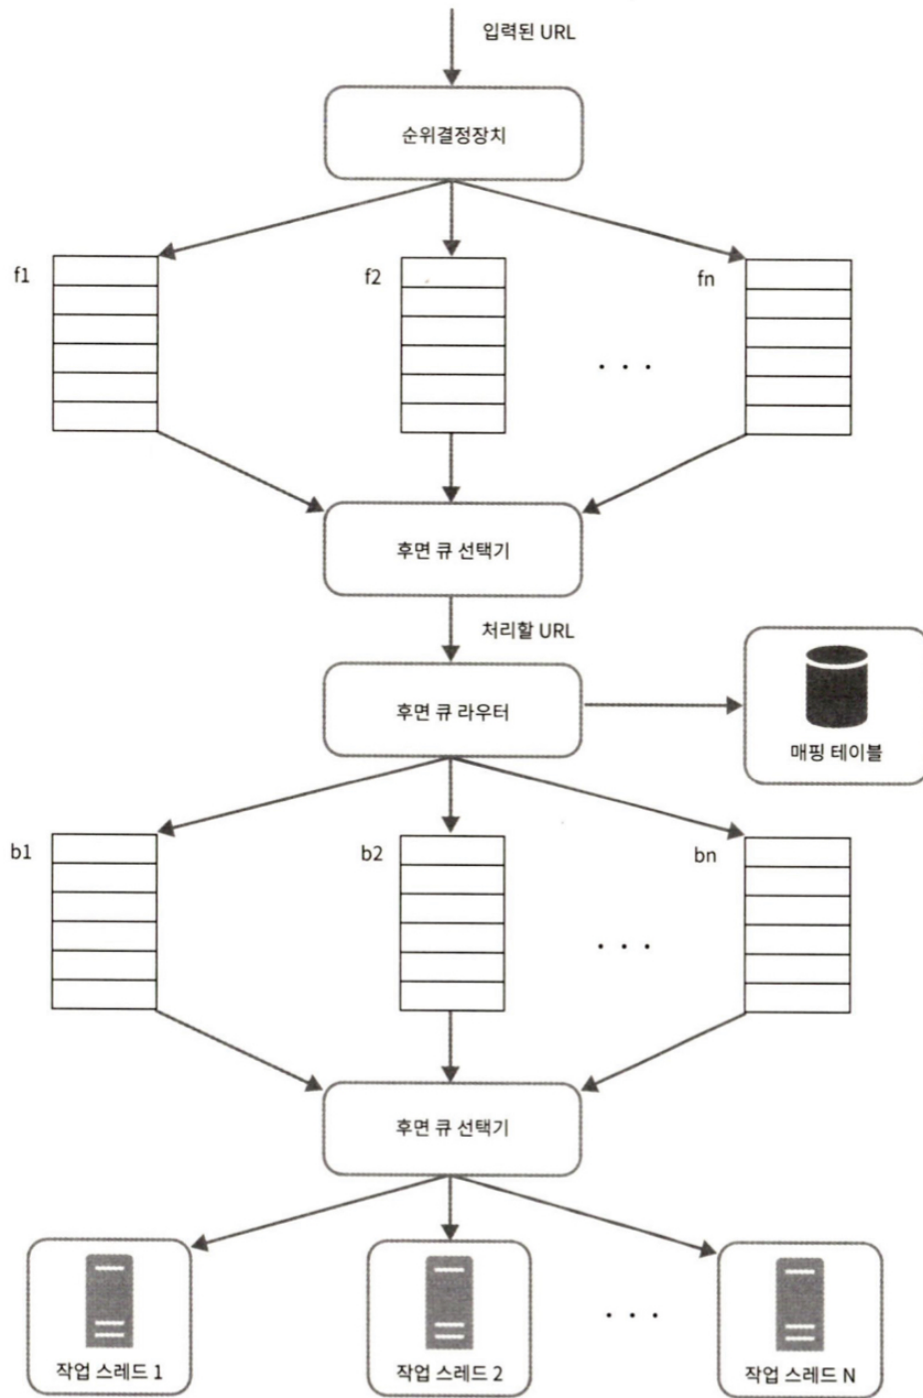 입력된 URL
순위결정장치
f1
f2
fn
. . .
후면 큐 선택기
처리할 URL
후면 큐 라우터
매핑 테이블
b1
b2
bn
. . .
후면 큐 선택기
. . .
작업 스레드 1
작업 스레드 2
작업 스레드 N